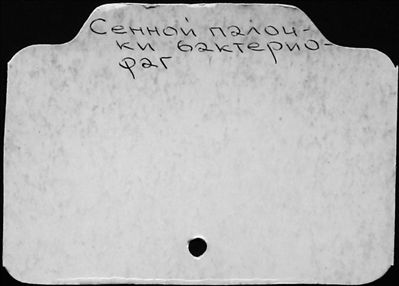 Сенной палоч-
ки бактерио-
фаг